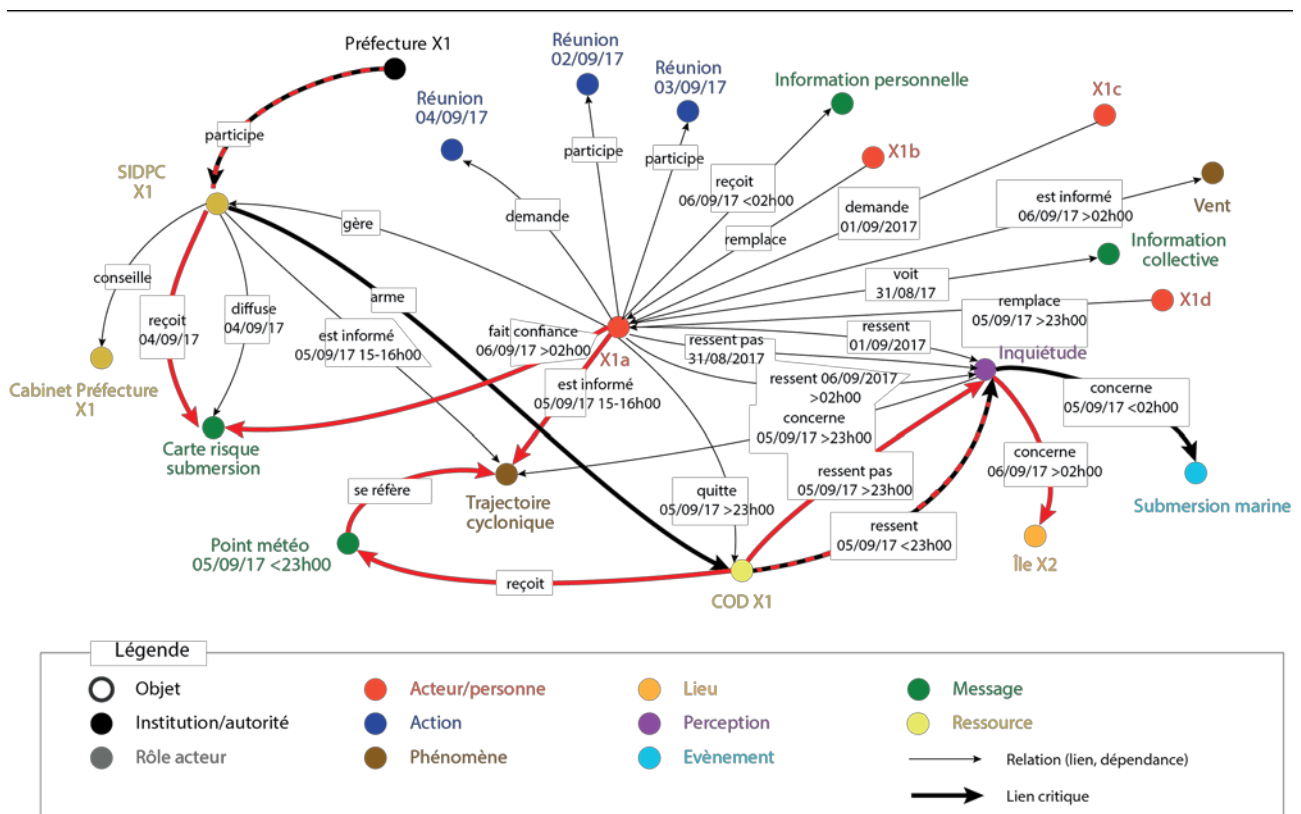 Préfecture X1
Réunion
02/09/17
Réunion
03/09/17
Réunion
04/09/17
Information personnelle
X1c
participe
X1b
SIDPC
X1
participe
participe
reçoit
06/09/17 <02h00
est informé
06/09/17 >02h00
Vent
demande
demande
01/09/2017
gère
remplace
Information
collective
conseille
voit
31/08/17
arme
remplace
05/09/17 >23h00
X1d
reçoit
04/09/17
diffuse
04/09/17
est informé
05/09/17 15-16h00
fait confiance
06/09/17 >02h00
X1a
ressent pas
31/08/2017
ressent
01/09/2017
Inquiétude
Cabinet Préfecture
X1
est informé
05/09/17 15-16h00
ressent 06/09/2017
>02h00
concerne
05/09/17 <02h00
concerne
05/09/17 >23h00
Carte risque
submersion
concerne
06/09/17 >02h00
ressent pas
05/09/17 >23h00
se réfère
Trajectoire
cyclonique
quitte
05/09/17 >23h00
Submersion marine
ressent
05/09/17 <23h00
Point météo
05/09/17 <23h00
Île X2
reçoit
COD X1
Légende
Objet
Acteur/personne
Lieu
Message
Institution/autorité
Action
Perception
Ressource
Rôle acteur
Phénomène
Evènement
Relation (lien, dépendance)
Lien critique